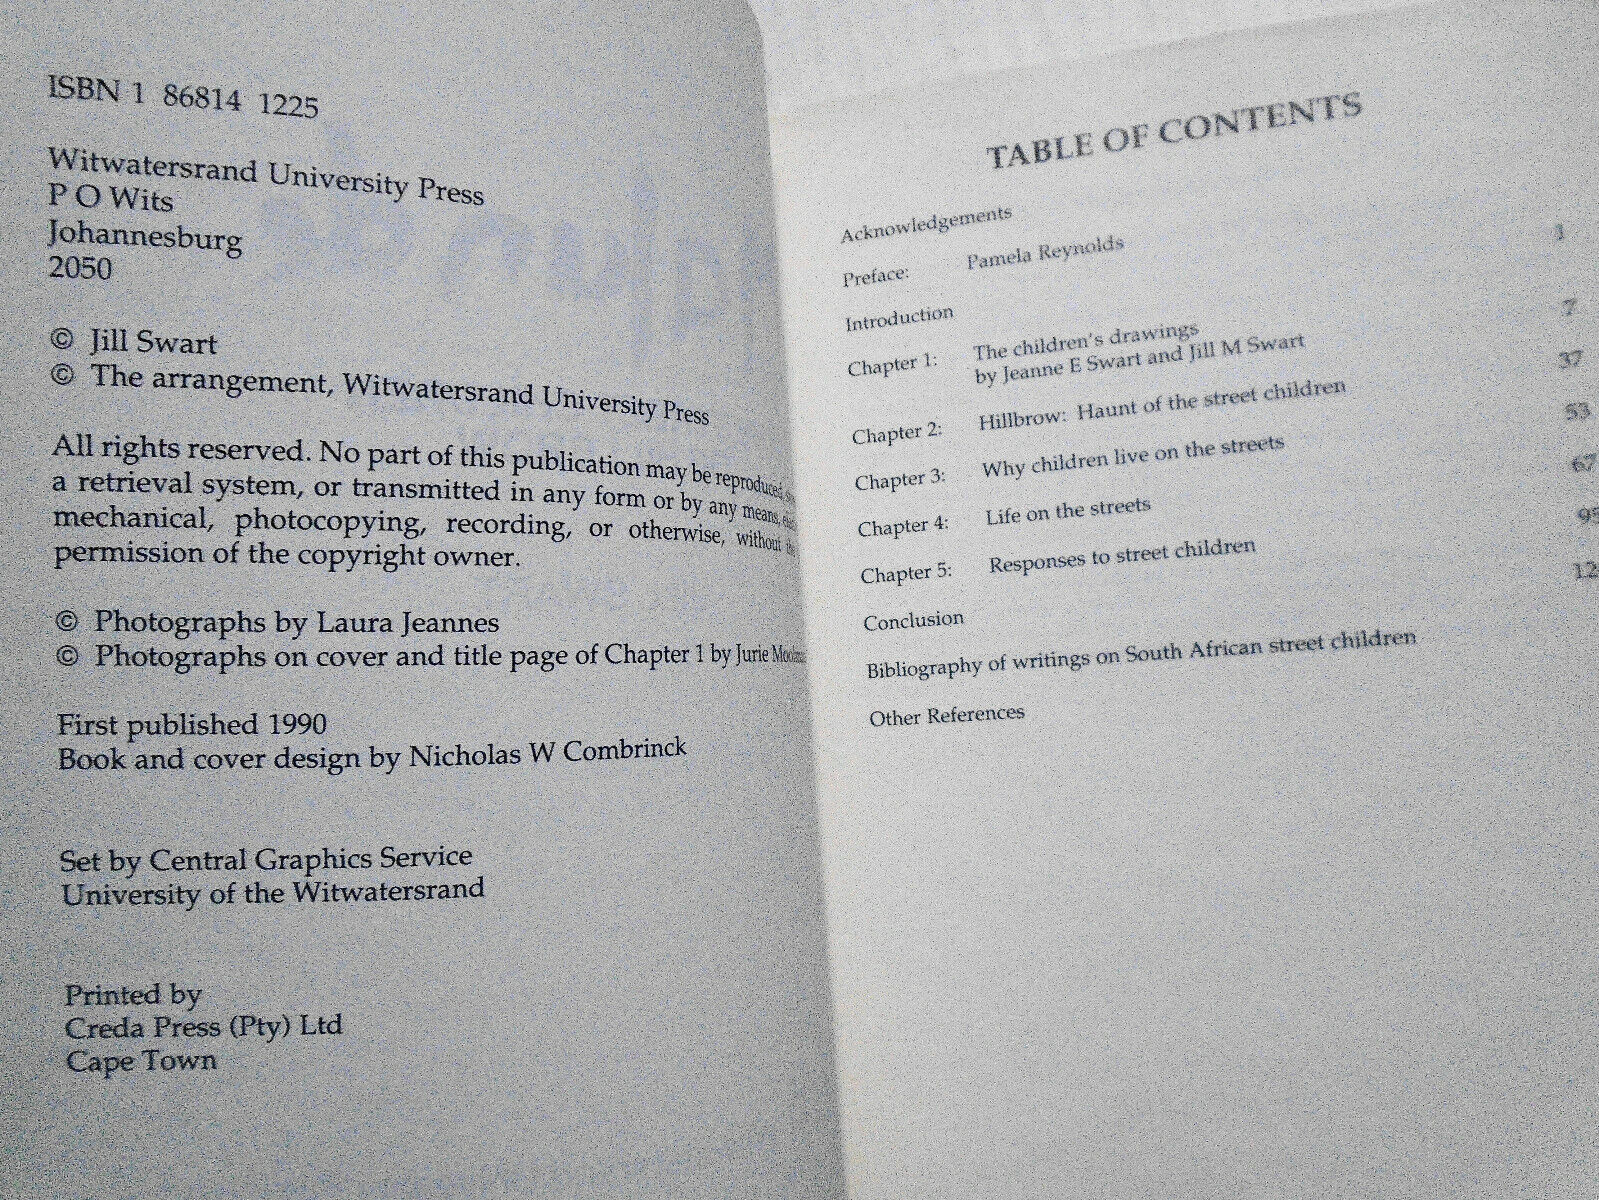 ISBN 1 86814 1225
Witwatersrand University Press
P O Wits
Johannesburg
2050
© Jill Swart
© The arrangement, Witwatersrand University Press
All rights reserved. No part of this publication may be reproduced,
a retrieval system, or transmitted in any form or by any means,
mechanical, photocopying, recording, or otherwise, without the
permission of the copyright owner.
© Photographs by Laura Jeannes
© Photographs on cover and title page of Chapter 1 by Jurie
First published 1990
Book and cover design by Nicholas W Combrinck
Set by Central Graphics Service
University of the Witwatersrand
Printed by
Creda Press (Pty) Ltd
Cape Town
TABLE OF CONTENTS
Acknowledgements
Preface: Pamela Reynolds
Introduction 1
Chapter 1: The children's drawings
by Jeanne E Swart and Jill M Swart 7
Chapter 2: Hillbrow: Haunt of the street children 37
Chapter 3: Why children live on the streets 53
Chapter 4: Life on the streets 67
Chapter 5: Responses to street children 95
Conclusion
Bibliography of writings on South African street children
Other References